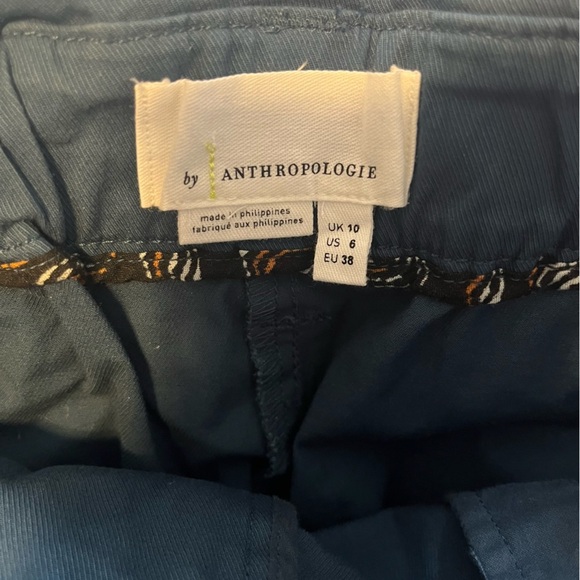 by ANTHROPOLOGIE
made in philippines
fabriqué aux philippines
UK 10
US 6
EU 38